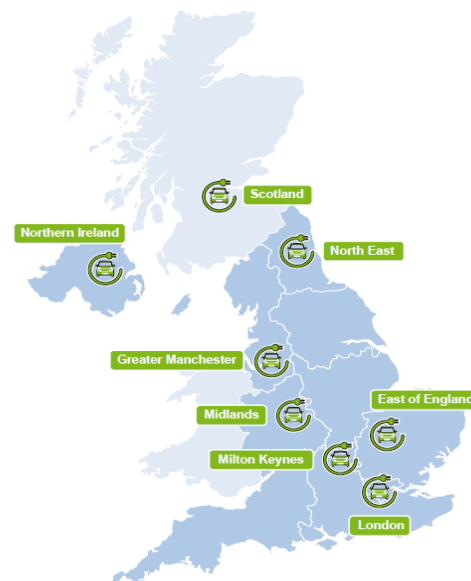 Scotland
Northern Ireland
North East
Greater Manchester
East of England
Midlands
Milton Keynes
London